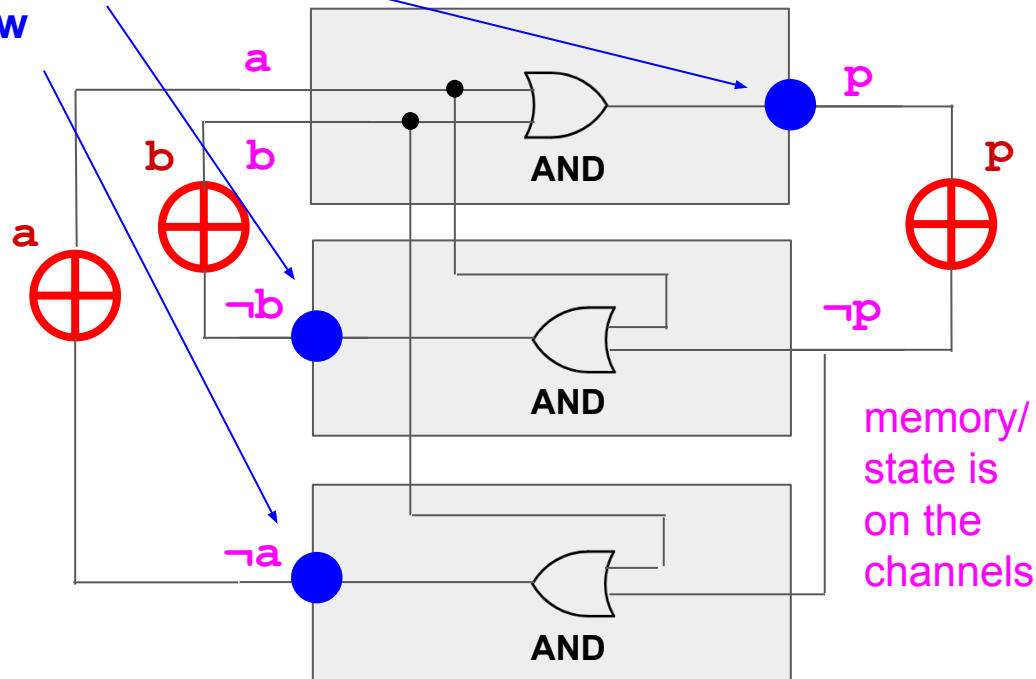 w
a
p
b
b
p
AND
a
¬b
¬p
AND
memory/
state is
on the
channels
¬a
AND